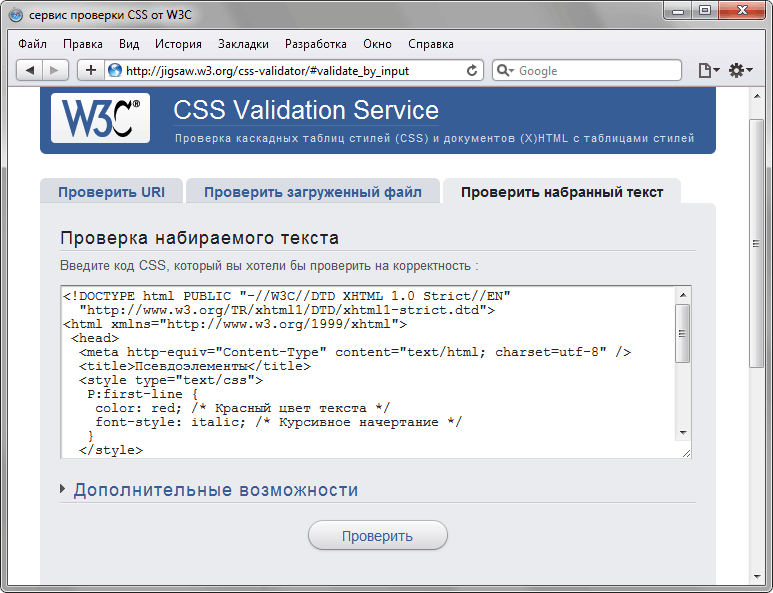 сервис проверки CSS от W3C
Файл Правка Вид История Закладки Разработка Окно Справка
http://jigsaw.w3.org/css-validator/#validate_by_input Google
W3C® CSS Validation Service
Проверка каскадных таблиц стилей (CSS) и документов (X)HTML с таблицами стилей
Проверить URI Проверить загруженный файл Проверить набранный текст
Проверка набираемого текста
Введите код CSS, который вы хотели бы проверить на корректность :
<!DOCTYPE html PUBLIC "-//W3C//DTD XHTML 1.0 Strict//EN"
"http://www.w3.org/TR/xhtml1/DTD/xhtml1-strict.dtd">
<html xmlns="http://www.w3.org/1999/xhtml">
<head>
<meta http-equiv="Content-Type" content="text/html; charset=utf-8" />
<title>Псевдоэлементы</title>
<style type="text/css">
P:first-line {
color: red; /* Красный цвет текста */
font-style: italic; /* Курсивное начертание */
}
</style>
Дополнительные возможности
Проверить